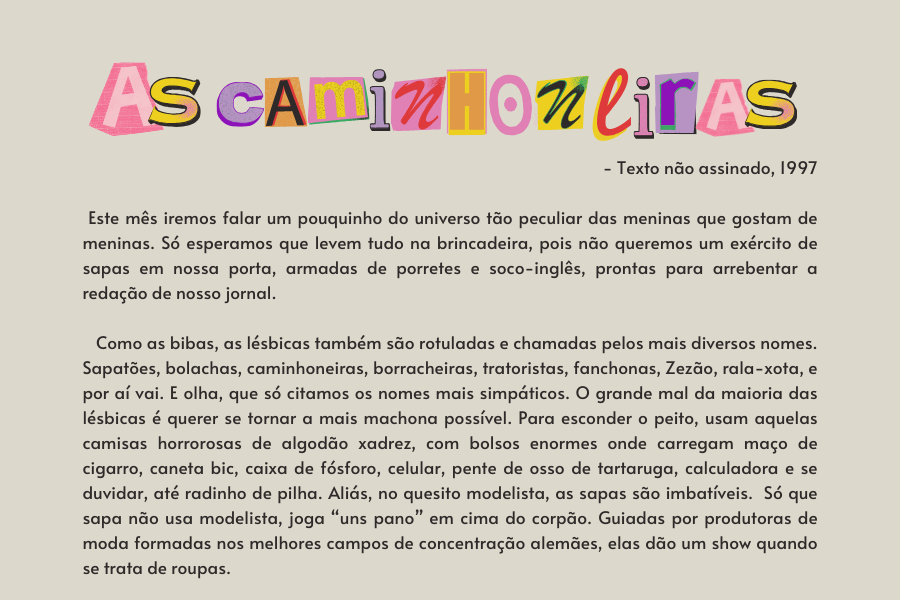 As caminHOnEiRAs
- Texto não assinado, 1997
Este mês iremos falar um pouquinho do universo tão peculiar das meninas que gostam de
meninas. Só esperamos que levem tudo na brincadeira, pois não queremos um exército de
sapas em nossa porta, armadas de porretes e soco-inglês, prontas para arrebentar a
redação de nosso jornal.
Como as bibas, as lésbicas também são rotuladas e chamadas pelos mais diversos nomes.
Sapatões, bolachas, caminhoneiras, borracheiras, tratoristas, fanchonas, Zezão, rala-xota, e
por aí vai. E olha, que só citamos os nomes mais simpáticos. O grande mal da maioria das
lésbicas é querer se tornar a mais machona possível. Para esconder o peito, usam aquelas
camisas horrorosas de algodão xadrez, com bolsos enormes onde carregam maço de
cigarro, caneta bic, caixa de fósforo, celular, pente de osso de tartaruga, calculadora e se
duvidar, até radinho de pilha. Aliás, no quesito modelista, as sapas são imbatíveis. Só que
sapa não usa modelista, joga “uns pano” em cima do corpão. Guiadas por produtoras de
moda formadas nos melhores campos de concentração alemães, elas dão um show quando
se trata de roupas.